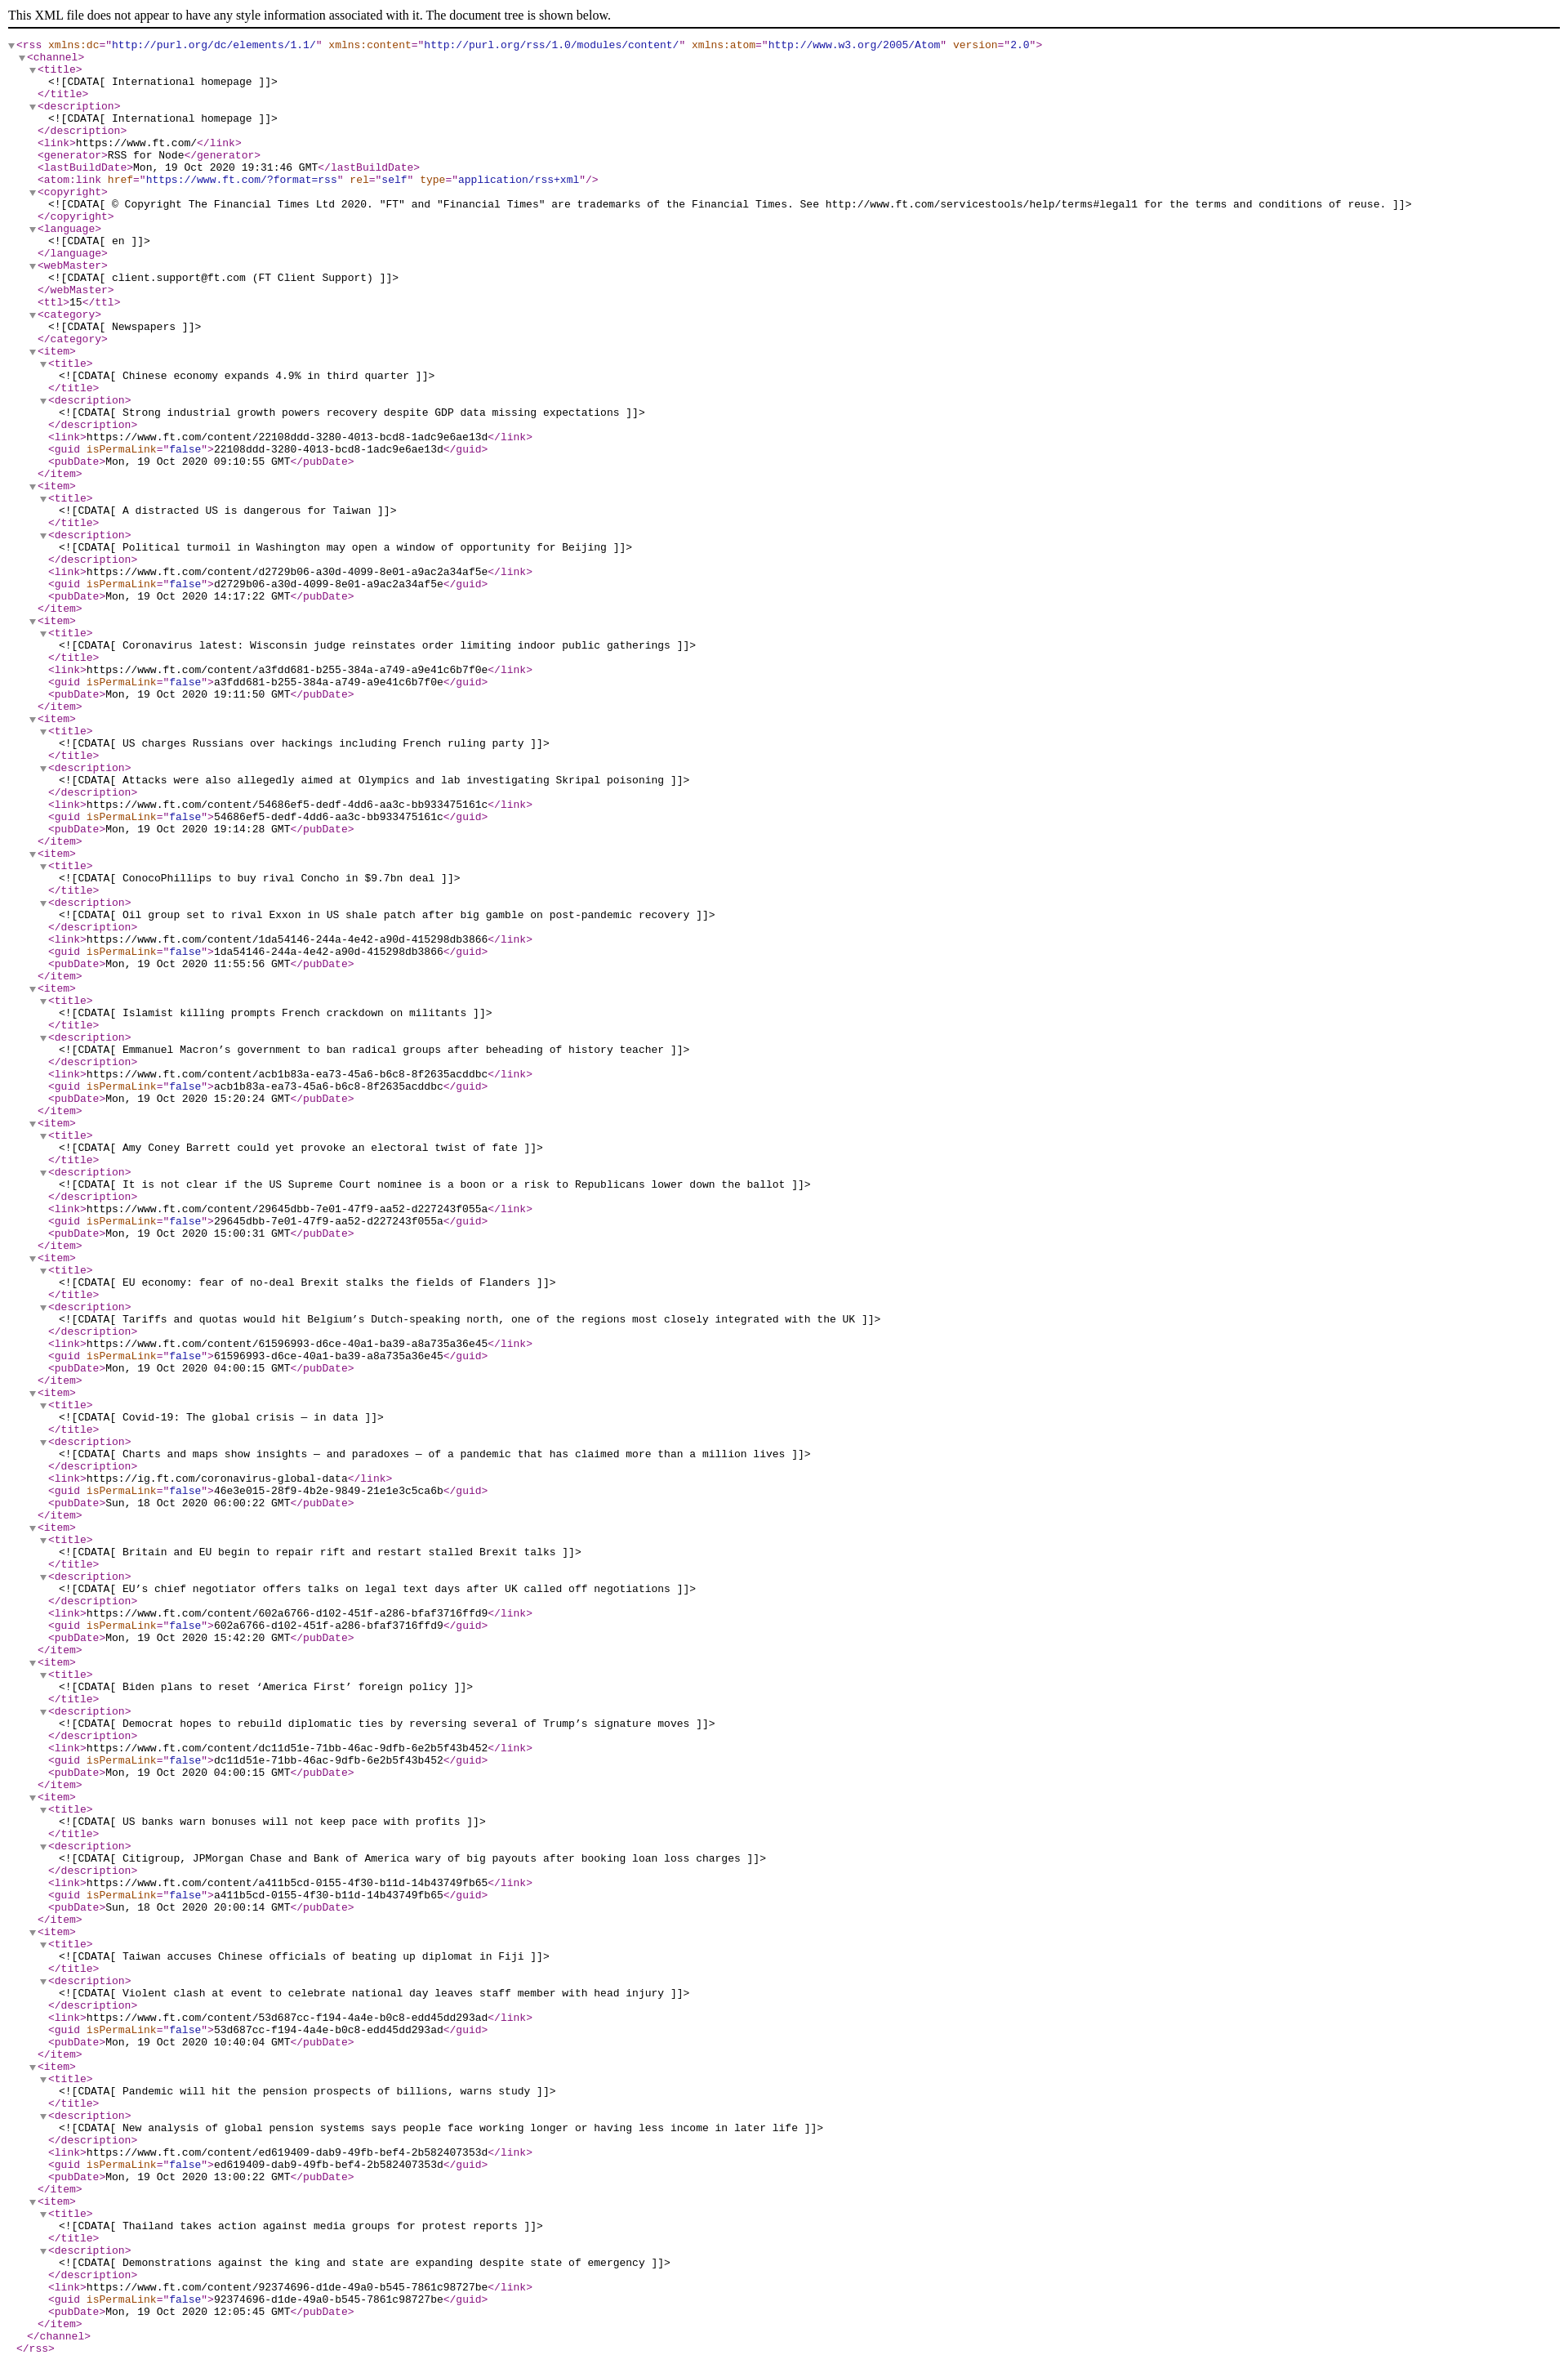 This XML file does not appear to have any style information associated with it. The document tree is shown below.
<rss xmlns:dc="http://purl.org/dc/elements/1.1/" xmlns:content="http://purl.org/rss/1.0/modules/content/" xmlns:atom="http://www.w3.org/2005/Atom" version="2.0">
<channel>
<title>
<![CDATA[ International homepage ]]>
</title>
<description>
<![CDATA[ International homepage ]]>
</description>
<link>https://www.ft.com/</link>
<generator>RSS for Node</generator>
<lastBuildDate>Mon, 19 Oct 2020 19:31:46 GMT</lastBuildDate>
<atom:link href="https://www.ft.com/?format=rss" rel="self" type="application/rss+xml"/>
<copyright>
<![CDATA[ © Copyright The Financial Times Ltd 2020. "FT" and "Financial Times" are trademarks of the Financial Times. See http://www.ft.com/servicestools/help/terms#legal1 for the terms and conditions of reuse. ]]>
</copyright>
<language>
<![CDATA[ en ]]>
</language>
<webMaster>
<![CDATA[ client.support@ft.com (FT Client Support) ]]>
</webMaster>
<ttl>15</ttl>
<category>
<![CDATA[ Newspapers ]]>
</category>
<item>
<title>
<![CDATA[ Chinese economy expands 4.9% in third quarter ]]>
</title>
<description>
<![CDATA[ Strong industrial growth powers recovery despite GDP data missing expectations ]]>
</description>
<link>https://www.ft.com/content/22108ddd-3280-4013-bcd8-1adc9e6ae13d</link>
<guid isPermaLink="false">22108ddd-3280-4013-bcd8-1adc9e6ae13d</guid>
<pubDate>Mon, 19 Oct 2020 09:10:55 GMT</pubDate>
</item>
<item>
<title>
<![CDATA[ A distracted US is dangerous for Taiwan ]]>
</title>
<description>
<![CDATA[ Political turmoil in Washington may open a window of opportunity for Beijing ]]>
</description>
<link>https://www.ft.com/content/d2729b06-a30d-4099-8e01-a9ac2a34af5e</link>
<guid isPermaLink="false">d2729b06-a30d-4099-8e01-a9ac2a34af5e</guid>
<pubDate>Mon, 19 Oct 2020 14:17:22 GMT</pubDate>
</item>
<item>
<title>
<![CDATA[ Coronavirus latest: Wisconsin judge reinstates order limiting indoor public gatherings ]]>
</title>
<link>https://www.ft.com/content/a3fdd681-b255-384a-a749-a9e41c6b7f0e</link>
<guid isPermaLink="false">a3fdd681-b255-384a-a749-a9e41c6b7f0e</guid>
<pubDate>Mon, 19 Oct 2020 19:11:50 GMT</pubDate>
</item>
<item>
<title>
<![CDATA[ US charges Russians over hackings including French ruling party ]]>
</title>
<description>
<![CDATA[ Attacks were also allegedly aimed at Olympics and lab investigating Skripal poisoning ]]>
</description>
<link>https://www.ft.com/content/54686ef5-dedf-4dd6-aa3c-bb933475161c</link>
<guid isPermaLink="false">54686ef5-dedf-4dd6-aa3c-bb933475161c</guid>
<pubDate>Mon, 19 Oct 2020 19:14:28 GMT</pubDate>
</item>
<item>
<title>
<![CDATA[ ConocoPhillips to buy rival Concho in $9.7bn deal ]]>
</title>
<description>
<![CDATA[ Oil group set to rival Exxon in US shale patch after big gamble on post-pandemic recovery ]]>
</description>
<link>https://www.ft.com/content/1da54146-244a-4e42-a90d-415298db3866</link>
<guid isPermaLink="false">1da54146-244a-4e42-a90d-415298db3866</guid>
<pubDate>Mon, 19 Oct 2020 11:55:56 GMT</pubDate>
</item>
<item>
<title>
<![CDATA[ Islamist killing prompts French crackdown on militants ]]>
</title>
<description>
<![CDATA[ Emmanuel Macron’s government to ban radical groups after beheading of history teacher ]]>
</description>
<link>https://www.ft.com/content/acb1b83a-ea73-45a6-b6c8-8f2635acddbc</link>
<guid isPermaLink="false">acb1b83a-ea73-45a6-b6c8-8f2635acddbc</guid>
<pubDate>Mon, 19 Oct 2020 15:20:24 GMT</pubDate>
</item>
<item>
<title>
<![CDATA[ Amy Coney Barrett could yet provoke an electoral twist of fate ]]>
</title>
<description>
<![CDATA[ It is not clear if the US Supreme Court nominee is a boon or a risk to Republicans lower down the ballot ]]>
</description>
<link>https://www.ft.com/content/29645dbb-7e01-47f9-aa52-d227243f055a</link>
<guid isPermaLink="false">29645dbb-7e01-47f9-aa52-d227243f055a</guid>
<pubDate>Mon, 19 Oct 2020 15:00:31 GMT</pubDate>
</item>
<item>
<title>
<![CDATA[ EU economy: fear of no-deal Brexit stalks the fields of Flanders ]]>
</title>
<description>
<![CDATA[ Tariffs and quotas would hit Belgium’s Dutch-speaking north, one of the regions most closely integrated with the UK ]]>
</description>
<link>https://www.ft.com/content/61596993-d6ce-40a1-ba39-a8a735a36e45</link>
<guid isPermaLink="false">61596993-d6ce-40a1-ba39-a8a735a36e45</guid>
<pubDate>Mon, 19 Oct 2020 04:00:15 GMT</pubDate>
</item>
<item>
<title>
<![CDATA[ Covid-19: The global crisis — in data ]]>
</title>
<description>
<![CDATA[ Charts and maps show insights — and paradoxes — of a pandemic that has claimed more than a million lives ]]>
</description>
<link>https://ig.ft.com/coronavirus-global-data</link>
<guid isPermaLink="false">46e3e015-28f9-4b2e-9849-21e1e3c5ca6b</guid>
<pubDate>Sun, 18 Oct 2020 06:00:22 GMT</pubDate>
</item>
<item>
<title>
<![CDATA[ Britain and EU begin to repair rift and restart stalled Brexit talks ]]>
</title>
<description>
<![CDATA[ EU’s chief negotiator offers talks on legal text days after UK called off negotiations ]]>
</description>
<link>https://www.ft.com/content/602a6766-d102-451f-a286-bfaf3716ffd9</link>
<guid isPermaLink="false">602a6766-d102-451f-a286-bfaf3716ffd9</guid>
<pubDate>Mon, 19 Oct 2020 15:42:20 GMT</pubDate>
</item>
<item>
<title>
<![CDATA[ Biden plans to reset ‘America First’ foreign policy ]]>
</title>
<description>
<![CDATA[ Democrat hopes to rebuild diplomatic ties by reversing several of Trump’s signature moves ]]>
</description>
<link>https://www.ft.com/content/dc11d51e-71bb-46ac-9dfb-6e2b5f43b452</link>
<guid isPermaLink="false">dc11d51e-71bb-46ac-9dfb-6e2b5f43b452</guid>
<pubDate>Mon, 19 Oct 2020 04:00:15 GMT</pubDate>
</item>
<item>
<title>
<![CDATA[ US banks warn bonuses will not keep pace with profits ]]>
</title>
<description>
<![CDATA[ Citigroup, JPMorgan Chase and Bank of America wary of big payouts after booking loan loss charges ]]>
</description>
<link>https://www.ft.com/content/a411b5cd-0155-4f30-b11d-14b43749fb65</link>
<guid isPermaLink="false">a411b5cd-0155-4f30-b11d-14b43749fb65</guid>
<pubDate>Sun, 18 Oct 2020 20:00:14 GMT</pubDate>
</item>
<item>
<title>
<![CDATA[ Taiwan accuses Chinese officials of beating up diplomat in Fiji ]]>
</title>
<description>
<![CDATA[ Violent clash at event to celebrate national day leaves staff member with head injury ]]>
</description>
<link>https://www.ft.com/content/53d687cc-f194-4a4e-b0c8-edd45dd293ad</link>
<guid isPermaLink="false">53d687cc-f194-4a4e-b0c8-edd45dd293ad</guid>
<pubDate>Mon, 19 Oct 2020 10:40:04 GMT</pubDate>
</item>
<item>
<title>
<![CDATA[ Pandemic will hit the pension prospects of billions, warns study ]]>
</title>
<description>
<![CDATA[ New analysis of global pension systems says people face working longer or having less income in later life ]]>
</description>
<link>https://www.ft.com/content/ed619409-dab9-49fb-bef4-2b582407353d</link>
<guid isPermaLink="false">ed619409-dab9-49fb-bef4-2b582407353d</guid>
<pubDate>Mon, 19 Oct 2020 13:00:22 GMT</pubDate>
</item>
<item>
<title>
<![CDATA[ Thailand takes action against media groups for protest reports ]]>
</title>
<description>
<![CDATA[ Demonstrations against the king and state are expanding despite state of emergency ]]>
</description>
<link>https://www.ft.com/content/92374696-d1de-49a0-b545-7861c98727be</link>
<guid isPermaLink="false">92374696-d1de-49a0-b545-7861c98727be</guid>
<pubDate>Mon, 19 Oct 2020 12:05:45 GMT</pubDate>
</item>
</channel>
</rss>